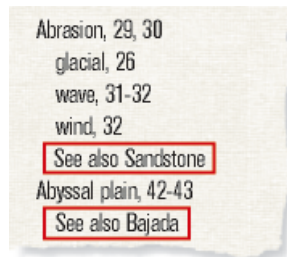 Abrasion, 29, 30
glacial, 26
wave, 31-32
wind, 32
See also Sandstone
Abyssal plain, 42-43
See also Bajada